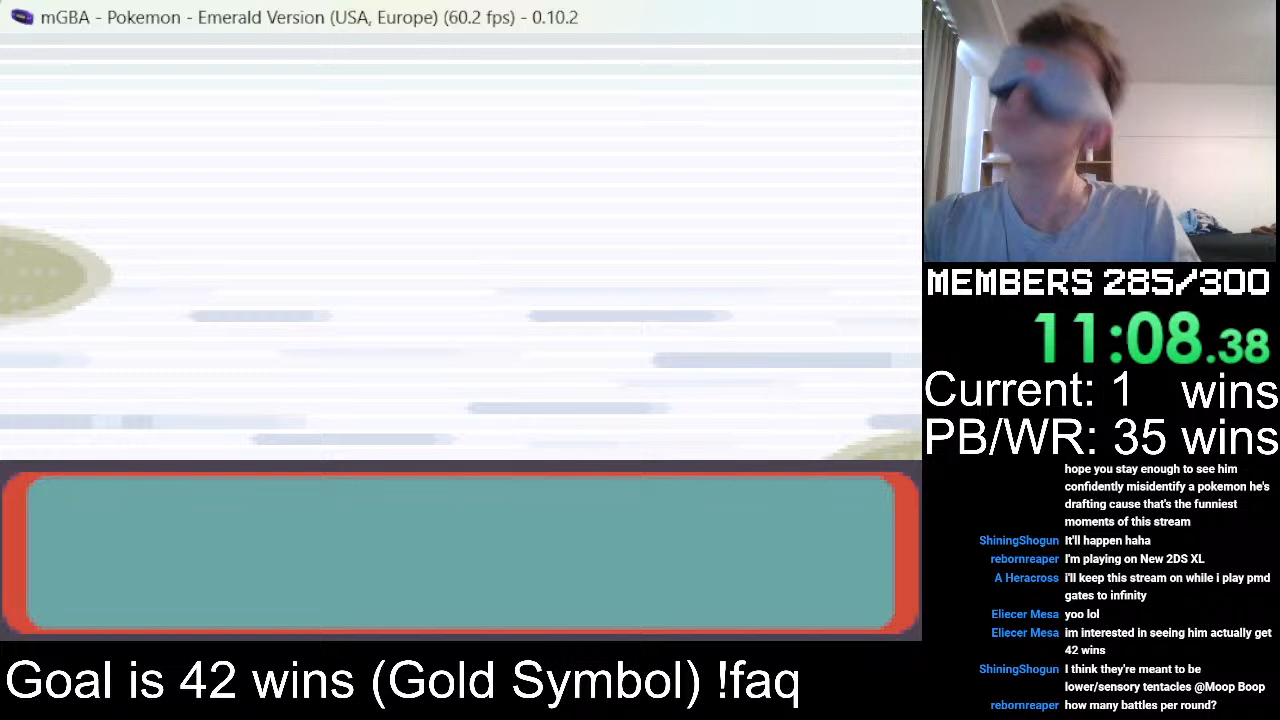 mGBA - Pokemon - Emerald Version (USA, Europe) (60.2 fps) - 0.10.2
MEMBERS 285/300
11:08.38
Current: 1 wins
PB/WR: 35 wins
hope you stay enough to see him
confidently misidentify a pokemon he's
drafting cause that's the funniest
moments of this stream
ShiningShogun It'll happen haha
rebornreaper I'm playing on New 2DS XL
A Heracross i'll keep this stream on while i play pmd
gates to infinity
Eliecer Mesa yoo lol
Eliecer Mesa im interested in seeing him actually get
42 wins
ShiningShogun I think they're meant to be
lower/sensory tentacles @Moop Boop
rebornreaper how many battles per round?
Goal is 42 wins (Gold Symbol) !faq